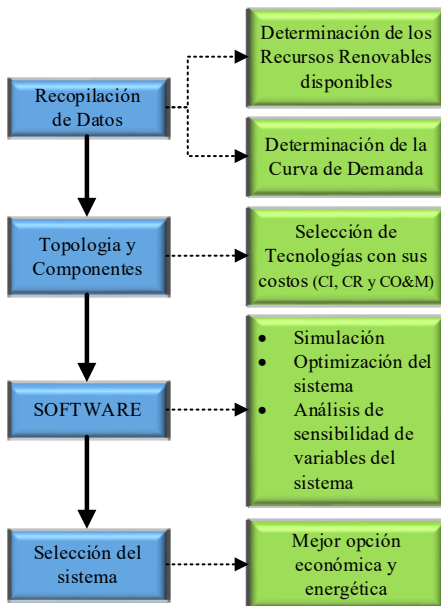 Recopilación
de Datos
Determinación de los
Recursos Renovables
disponibles
Determinación de la
Curva de Demanda
Topologia y
Componentes
Selección de
Tecnologías con sus
costos (CI, CR y CO&M)
SOFTWARE
• Simulación
• Optimización del
sistema
• Análisis de
sensibilidad de
variables del
sistema
Selección del
sistema
Mejor opción
económica y
energética